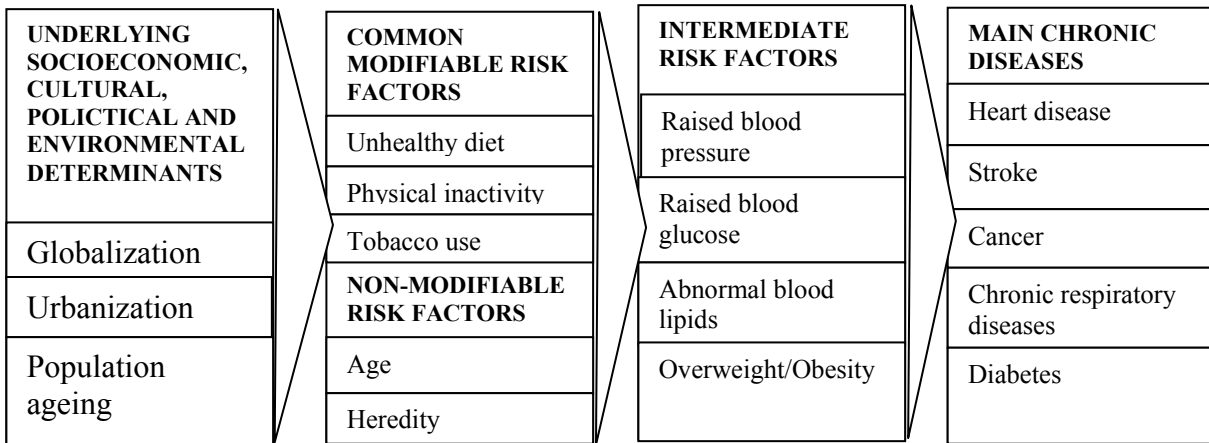 UNDERLYING
SOCIOECONOMIC,
CULTURAL,
POLICTICAL AND
ENVIRONMENTAL
DETERMINANTS
Globalization
Urbanization
Population
ageing
COMMON
MODIFIABLE RISK
FACTORS
Unhealthy diet
Physical inactivity
Tobacco use
NON-MODIFIABLE
RISK FACTORS
Age
Heredity
INTERMEDIATE
RISK FACTORS
Raised blood
pressure
Raised blood
glucose
Abnormal blood
lipids
Overweight/Obesity
MAIN CHRONIC
DISEASES
Heart disease
Stroke
Cancer
Chronic respiratory
diseases
Diabetes